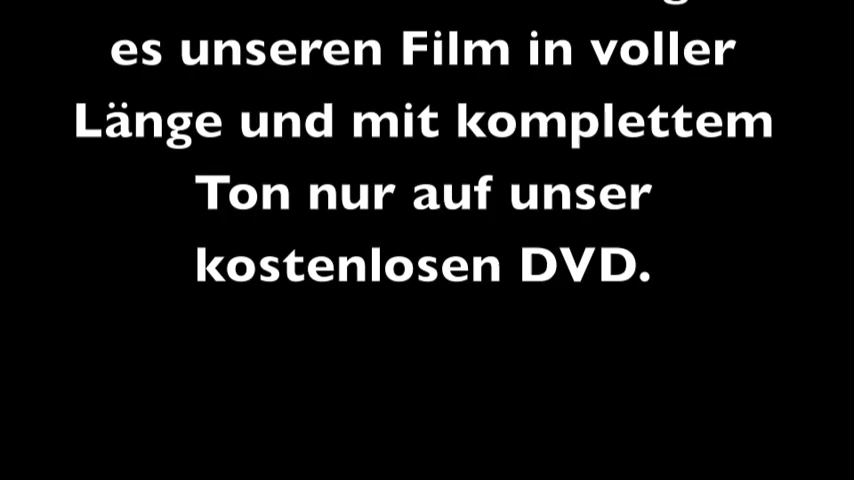 es unseren Film in voller
Länge und mit komplettem
Ton nur auf unser
kostenlosen DVD.